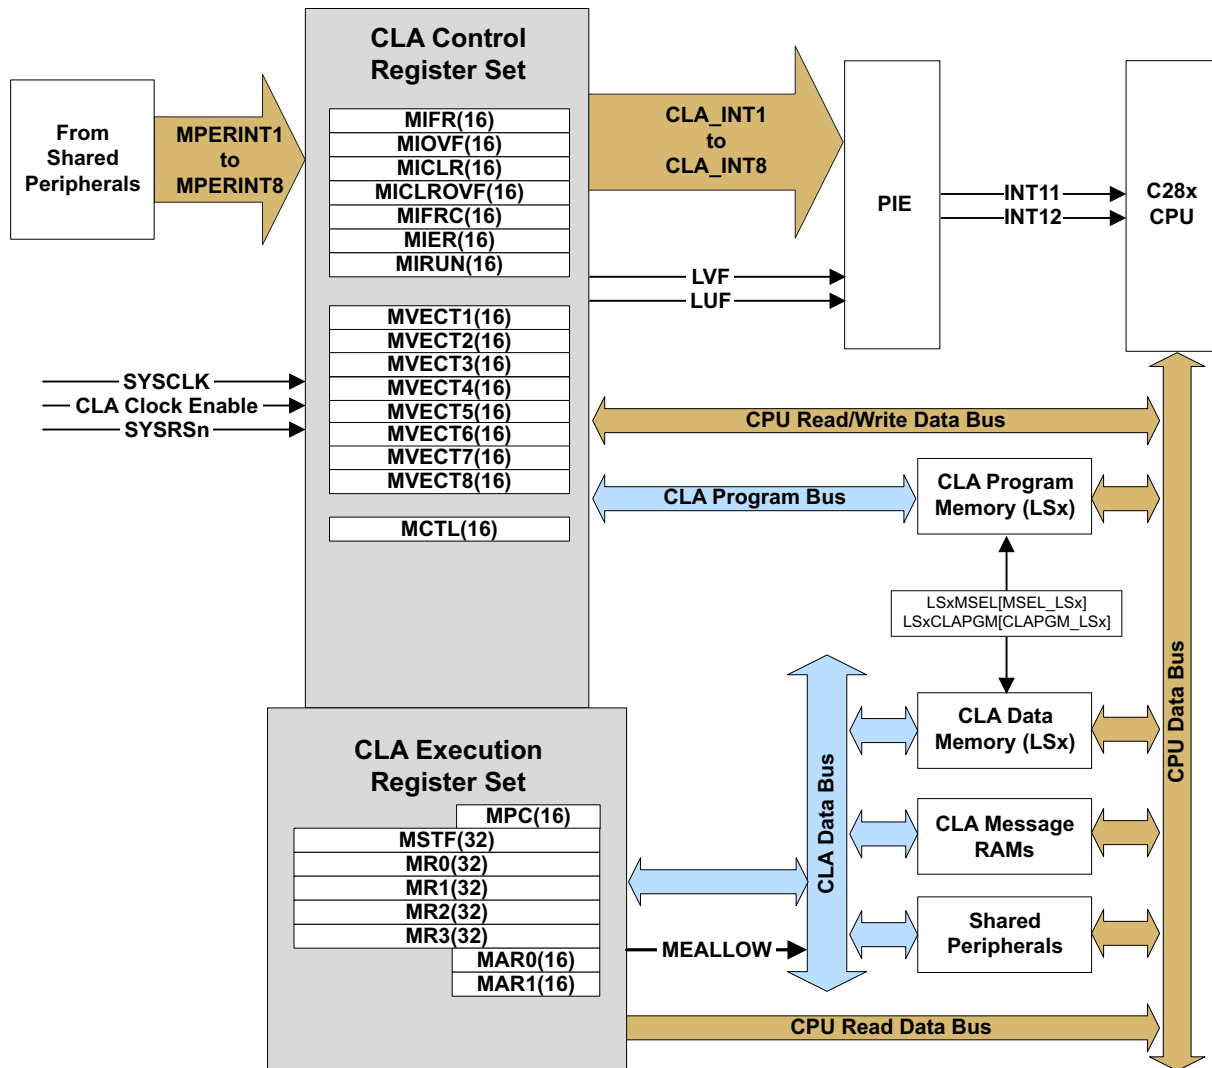 CLA Control
Register Set
From
Shared
Peripherals
MPERINT1
to
MPERINT8
MIFR(16)
MIOVF(16)
MICLR(16)
MICLROVF(16)
MIFRC(16)
MIER(16)
MIRUN(16)
CLA_INT1
to
CLA_INT8
LVF
LUF
PIE
INT11
INT12
C28x
CPU
MVECT1(16)
MVECT2(16)
MVECT3(16)
MVECT4(16)
MVECT5(16)
MVECT6(16)
MVECT7(16)
MVECT8(16)
SYSCLK
CLA Clock Enable
SYSRSn
MCTL(16)
CPU Read/Write Data Bus
CLA Program Bus
CLA Program
Memory (LSx)
LSxMSEL[MSEL_LSx]
LSxCLAPGM[CLAPGM_LSx]
CLA Data
Memory (LSx)
CLA Message
RAMs
Shared
Peripherals
CLA Data Bus
CPU Data Bus
CLA Execution
Register Set
MPC(16)
MSTF(32)
MR0(32)
MR1(32)
MR2(32)
MR3(32)
MAR0(16)
MAR1(16)
MEALLOW
CPU Read Data Bus